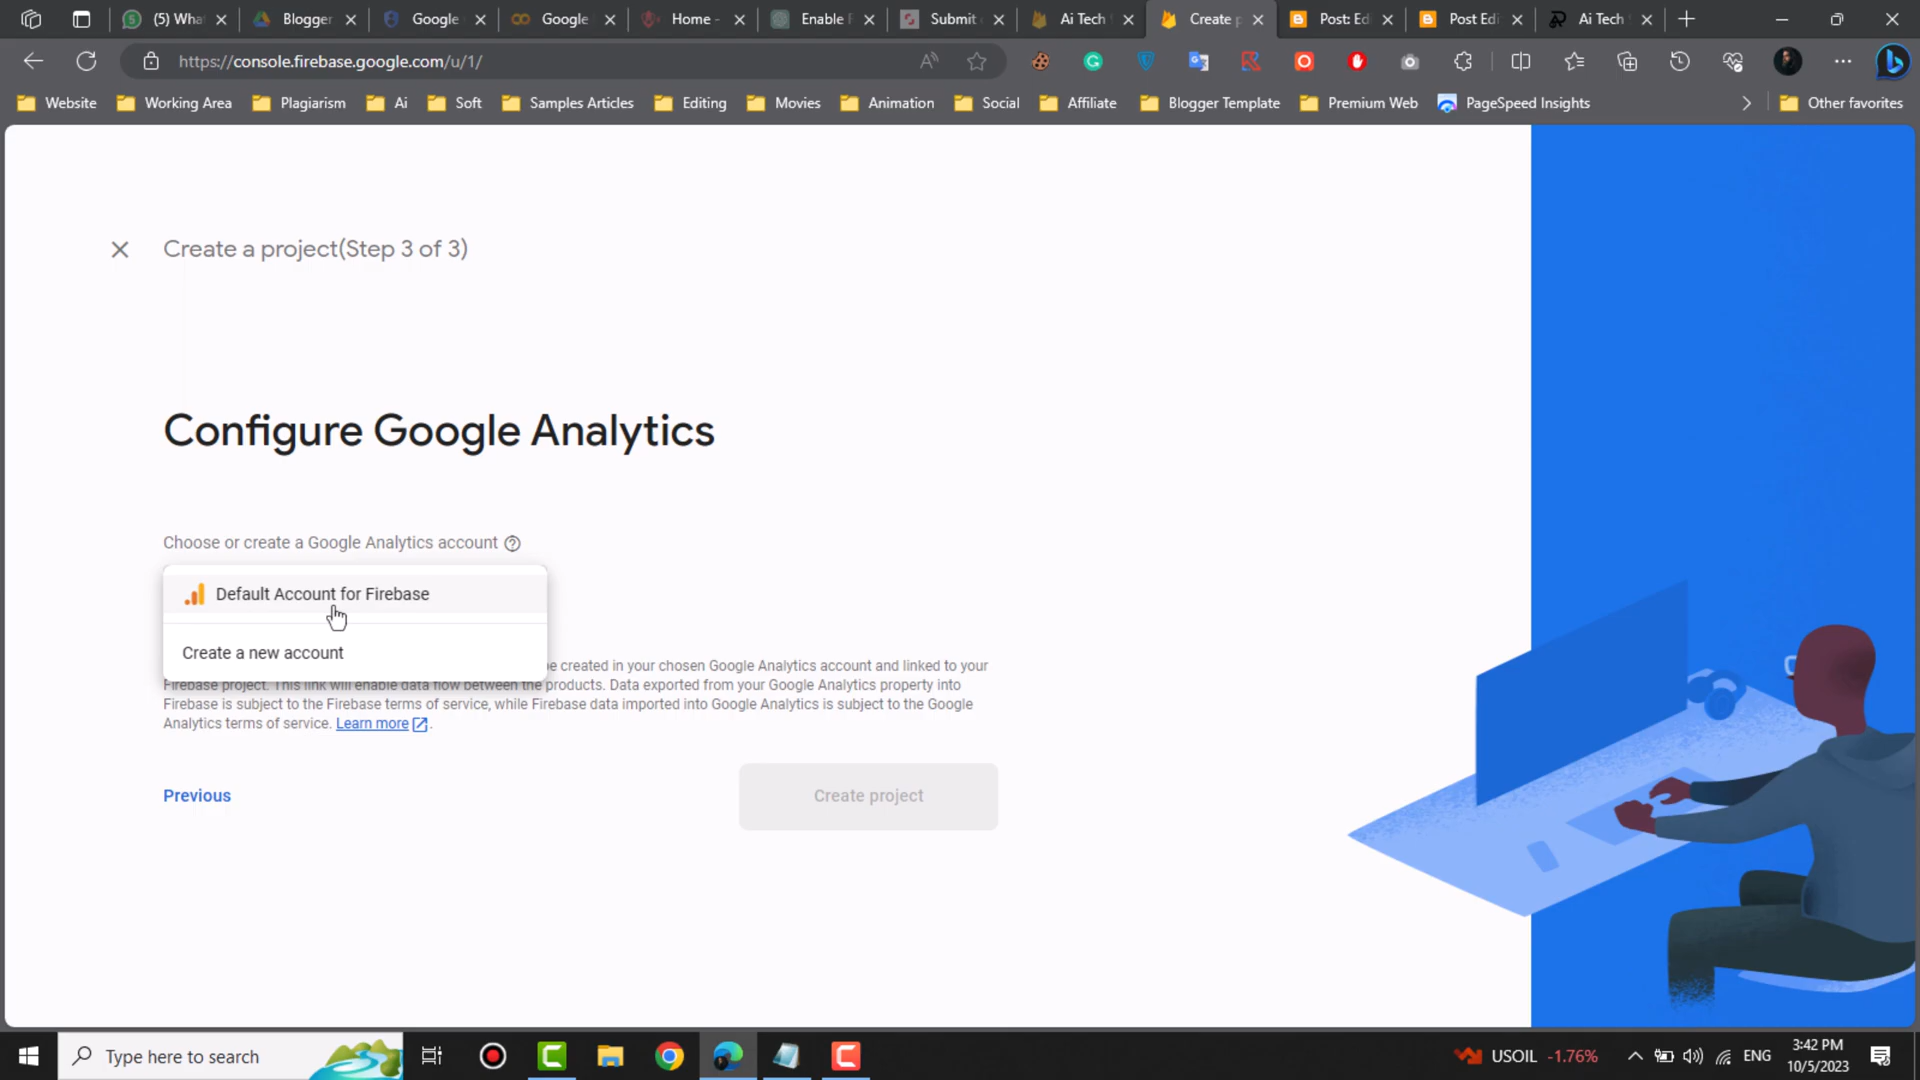 (5) What
Blogger
Google
Google
Home -
Enable F
Submit
Ai Tech
Create p
Post: Ed
Post Edi
Ai Tech
https://console.firebase.google.com/u/1/
Website
Working Area
Plagiarism
Ai
Soft
Samples Articles
Editing
Movies
Animation
Social
Affiliate
Blogger Template
Premium Web
PageSpeed Insights
Other favorites
Create a project(Step 3 of 3)
Configure Google Analytics
Choose or create a Google Analytics account
Default Account for Firebase
Create a new account
be created in your chosen Google Analytics account and linked to your
Firebase project. This link will enable data flow between the products. Data exported from your Google Analytics property into
Firebase is subject to the Firebase terms of service, while Firebase data imported into Google Analytics is subject to the Google
Analytics terms of service. Learn more.
Previous
Create project
Type here to search
USOIL -1.76%
ENG
3:42 PM
10/5/2023